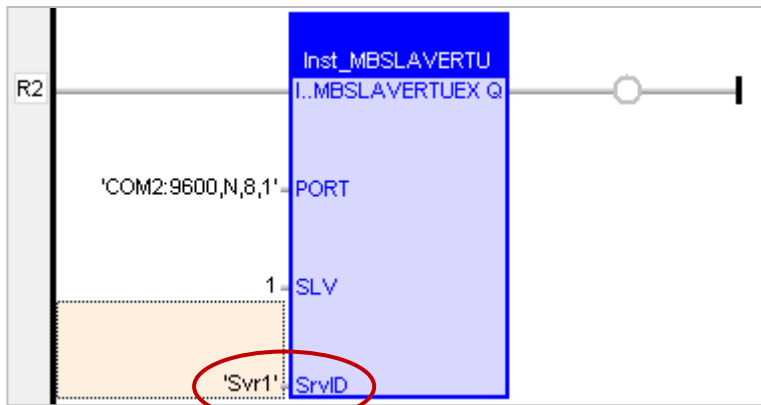 Inst_MBSLAVERTU
R2
I..MBSLAVERTUEX Q
'COM2:9600,N,8,1' PORT
1 SLV
'Svr1' SrvID